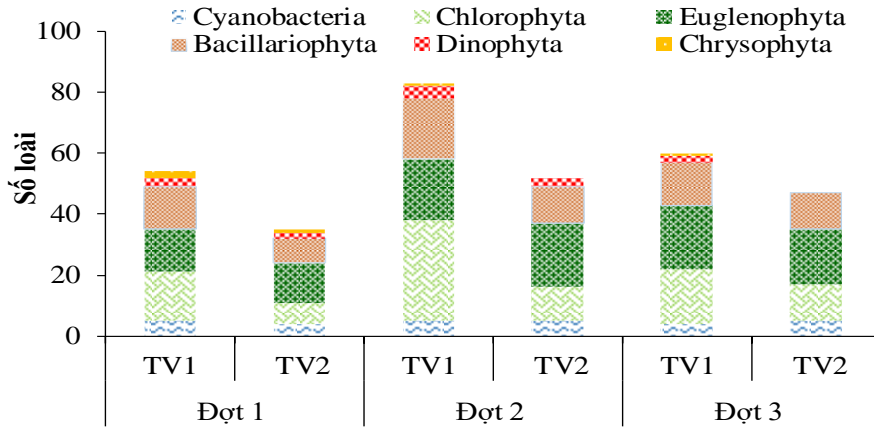 Cyanobacteria Chlorophyta Euglenophyta
Bacillariophyta Dinophyta Chrysophyta
100
80
60
40
20
0
Số loài
TV1 TV2 TV1 TV2 TV1 TV2
Đợt 1 Đợt 2 Đợt 3